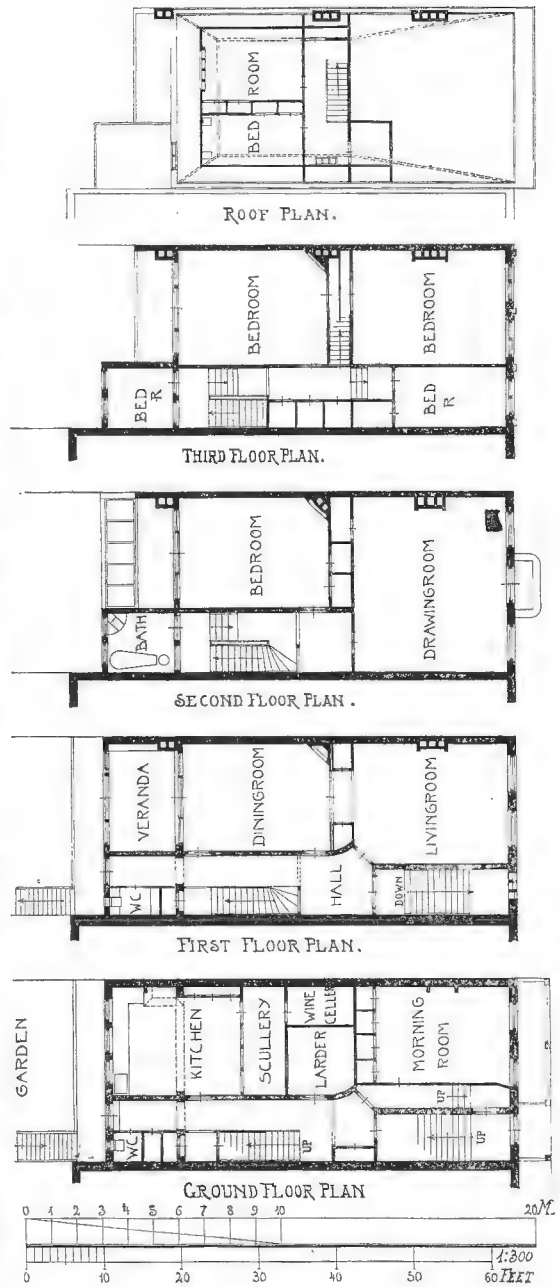 BED ROOM
ROOF PLAN.
BEDROOM
BEDROOM
BED R
BED R
THIRD FLOOR PLAN.
BEDROOM
BATH
DRAWINGROOM
SECOND FLOOR PLAN.
VERANDA
DININGROOM
LIVINGROOM
WC
HALL
DOWN
FIRST FLOOR PLAN.
GARDEN
KITCHEN
SCULLERY
WINE CELLER
LARDER
MORNING ROOM
UP
WC
UP
UP
GROUND FLOOR PLAN
0 1 2 3 4 5 6 7 8 9 10 20M.
1:300
0 10 20 30 40 50 60 FEET